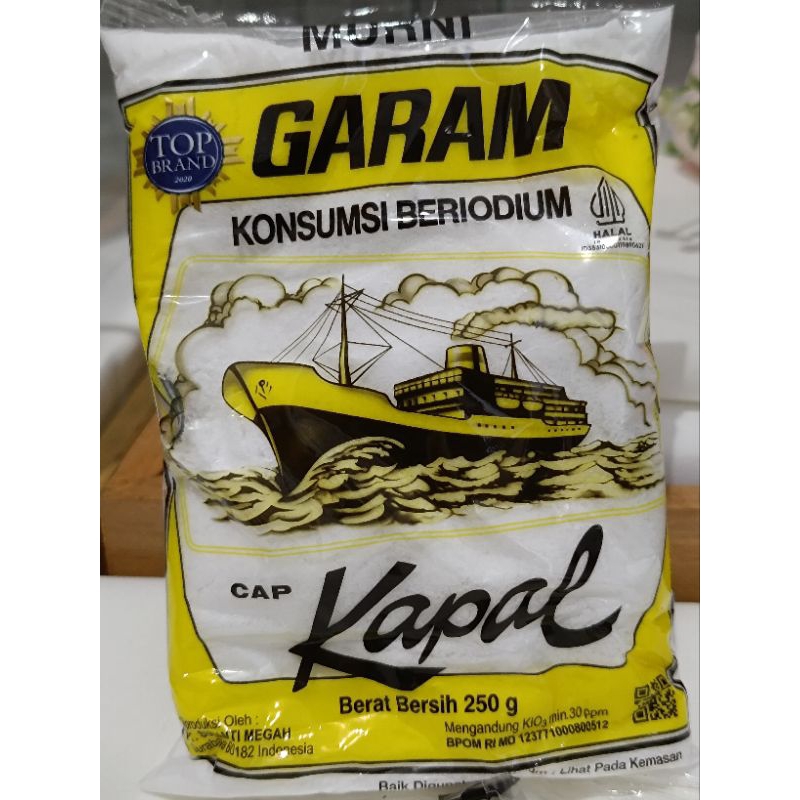 MURNI
GARAM
TOP
BRAND
2020
KONSUMSI BERIODIUM
HALAL
CAP
Kapal
Berat Bersih 250 g
Oleh :
MEGAH
Indonesia
Mengandung KIO₃ min.30 ppm
BPOM RI MD 123771000800512
Baik
Lihat Pada Kemasan